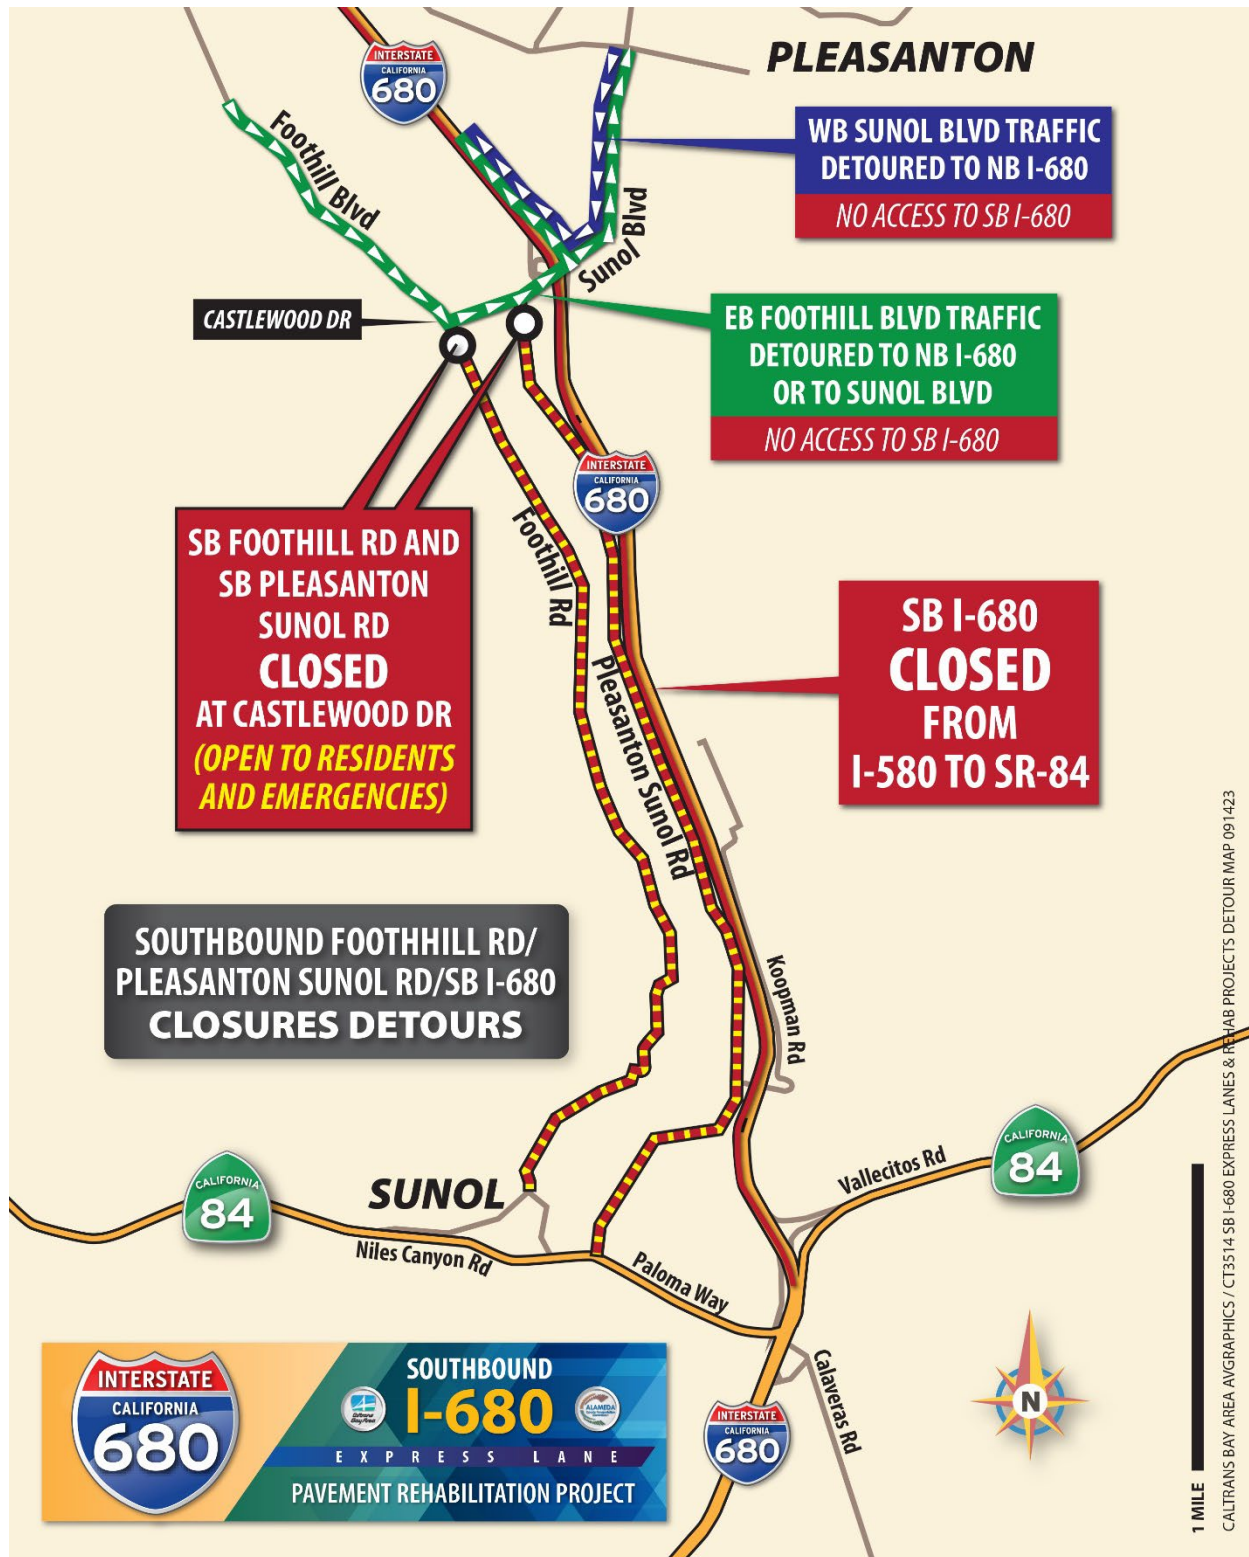 INTERSTATE
CALIFORNIA
680
PLEASANTON
WB SUNOL BLVD TRAFFIC
DETOURED TO NB I-680
NO ACCESS TO SB I-680
Foothill Blvd
Sunol Blvd
CASTLEWOOD DR
EB FOOTHILL BLVD TRAFFIC
DETOURED TO NB I-680
OR TO SUNOL BLVD
NO ACCESS TO SB I-680
INTERSTATE
CALIFORNIA
680
SB FOOTHILL RD AND
SB PLEASANTON
SUNOL RD
CLOSED
AT CASTLEWOOD DR
(OPEN TO RESIDENTS
AND EMERGENCIES)
Foothill Rd
Pleasanton Sunol Rd
SB I-680
CLOSED
FROM
I-580 TO SR-84
SOUTHBOUND FOOTHHILL RD/
PLEASANTON SUNOL RD/SB I-680
CLOSURES DETOURS
Koopman Rd
CALIFORNIA
84
SUNOL
Niles Canyon Rd
Paloma Way
Vallecitos Rd
CALIFORNIA
84
Calaveras Rd
INTERSTATE
CALIFORNIA
680
N
1 MILE
CALTRANS BAY AREA AVGRAPHICS / CT3514 SB I-680 EXPRESS LANES & REHAB PROJECTS DETOUR MAP 091423
INTERSTATE
CALIFORNIA
680
SOUTHBOUND
I-680
ALAMEDA
EXPRESS LANE
PAVEMENT REHABILITATION PROJECT